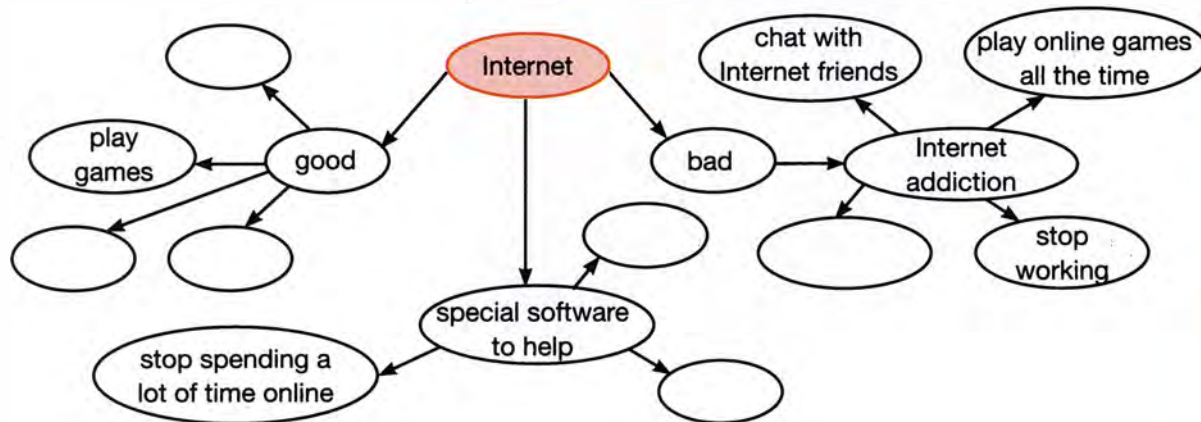 Internet
chat with
Internet friends
play online games
all the time
play
games
good
bad
Internet
addiction
stop
working
special software
to help
stop spending a
lot of time online